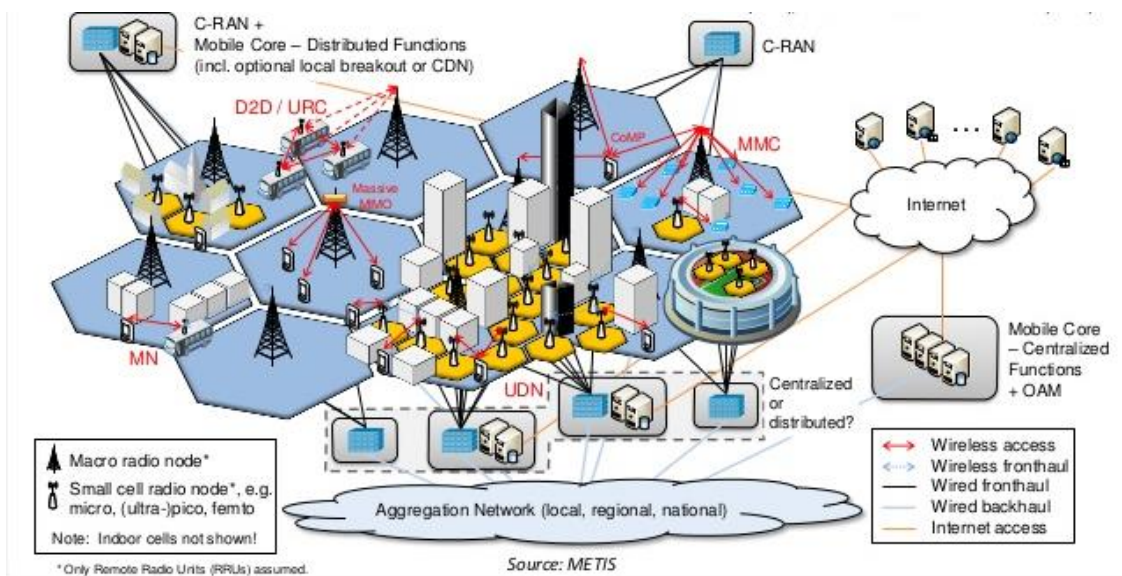 C-RAN +
Mobile Core – Distributed Functions
(incl. optional local breakout or CDN)
C-RAN
D2D / URC
CoMP
MMC
Massive
MIMO
Internet
MN
UDN
Centralized
or
distributed?
Mobile Core
– Centralized
Functions
+ OAM
Macro radio node*
Small cell radio node*, e.g.
micro, (ultra-)pico, femto
Note: Indoor cells not shown!
* Only Remote Radio Units (RRUs) assumed.
Aggregation Network (local, regional, national)
Source: METIS
Wireless access
Wireless fronthaul
Wired fronthaul
Wired backhaul
Internet access